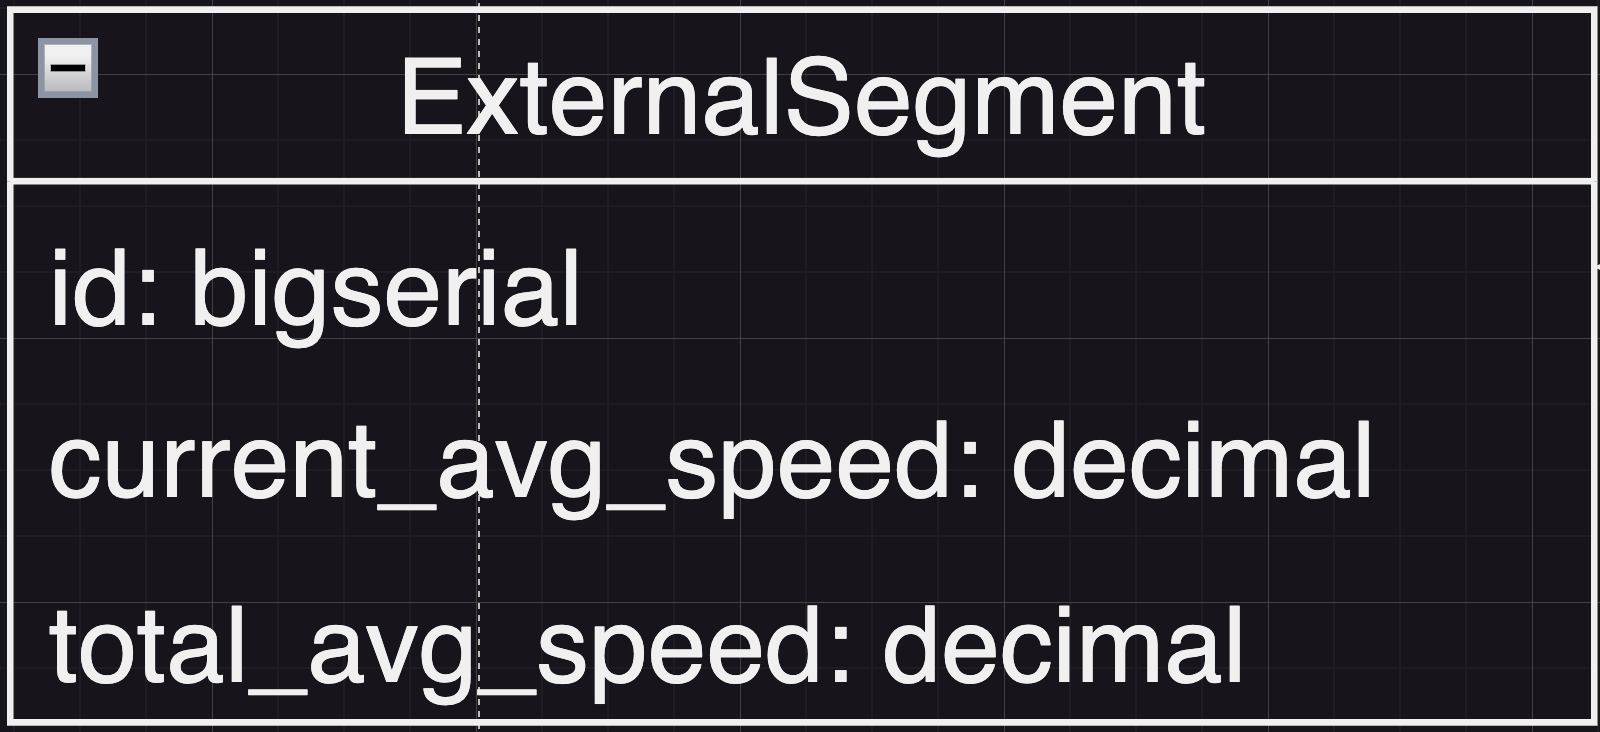 ExternalSegment
id: bigserial
current_avg_speed: decimal
total_avg_speed: decimal